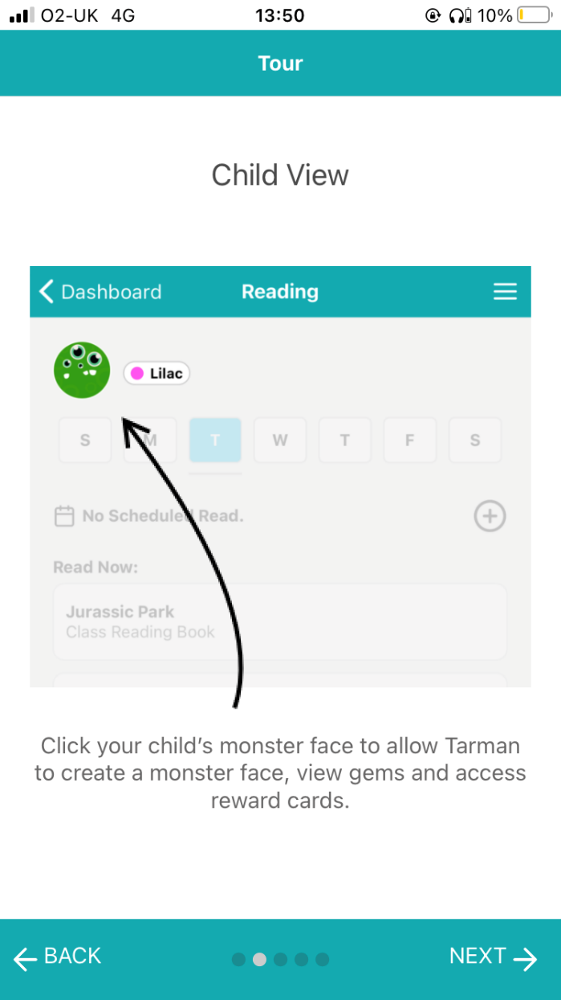 O2-UK 4G 13:50 10%
Tour
Child View
Dashboard Reading
Lilac
S M T W T F S
No Scheduled Read.
Read Now:
Jurassic Park
Class Reading Book
Click your child’s monster face to allow Tarman
to create a monster face, view gems and access
reward cards.
BACK NEXT